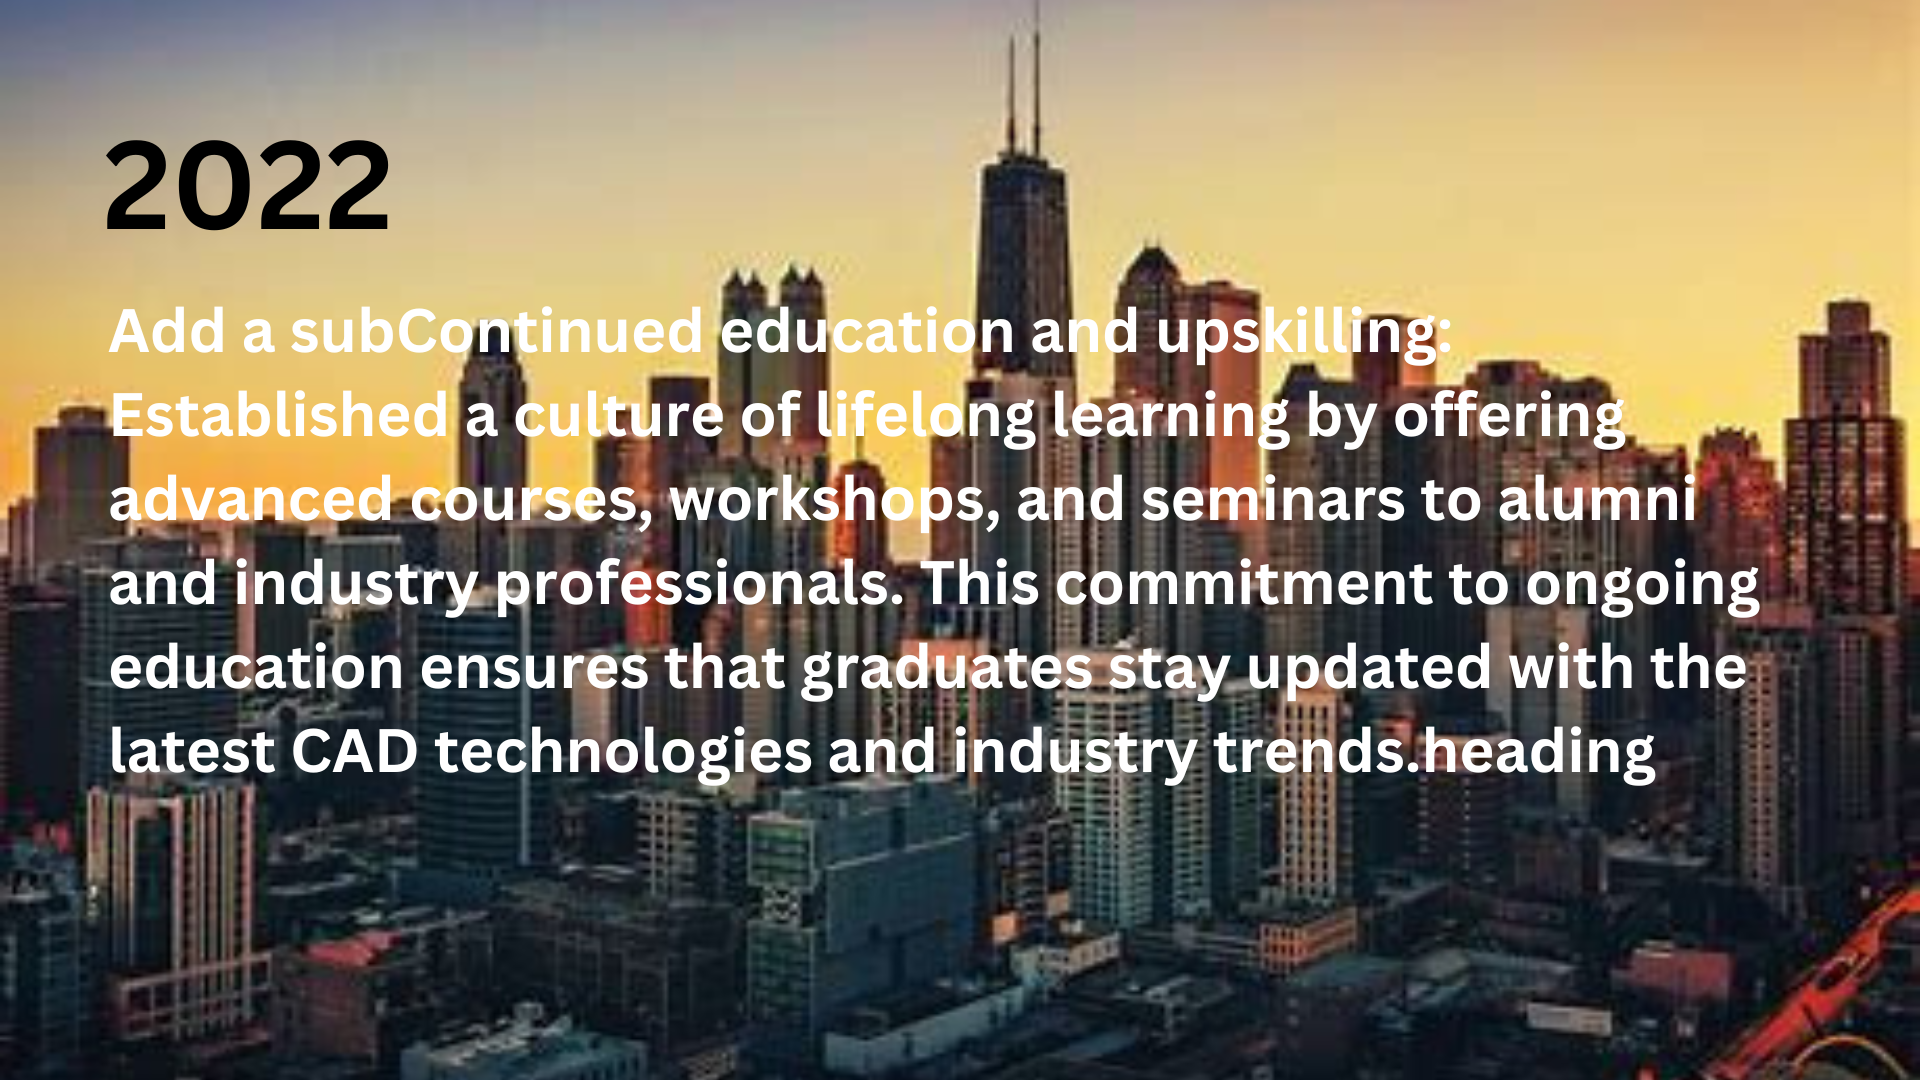 2022
Add a subContinued education and upskilling:
Established a culture of lifelong learning by offering
advanced courses, workshops, and seminars to alumni
and industry professionals. This commitment to ongoing
education ensures that graduates stay updated with the
latest CAD technologies and industry trends.heading